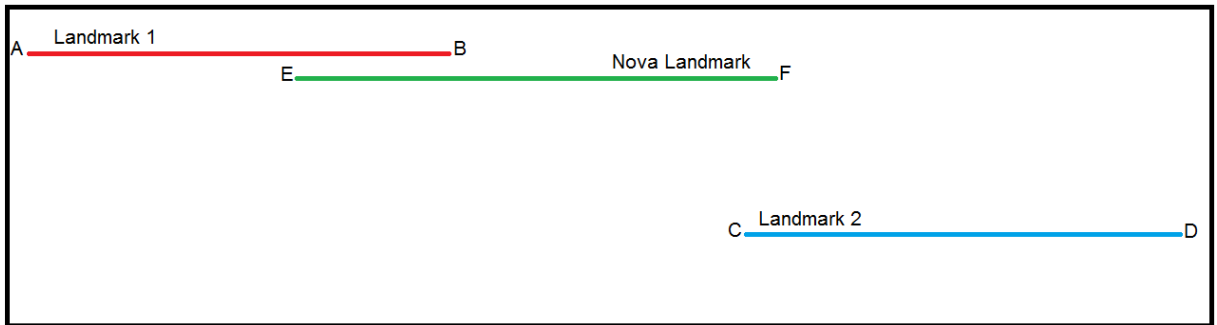 Landmark 1
A B
Nova Landmark
E F
Landmark 2
C D